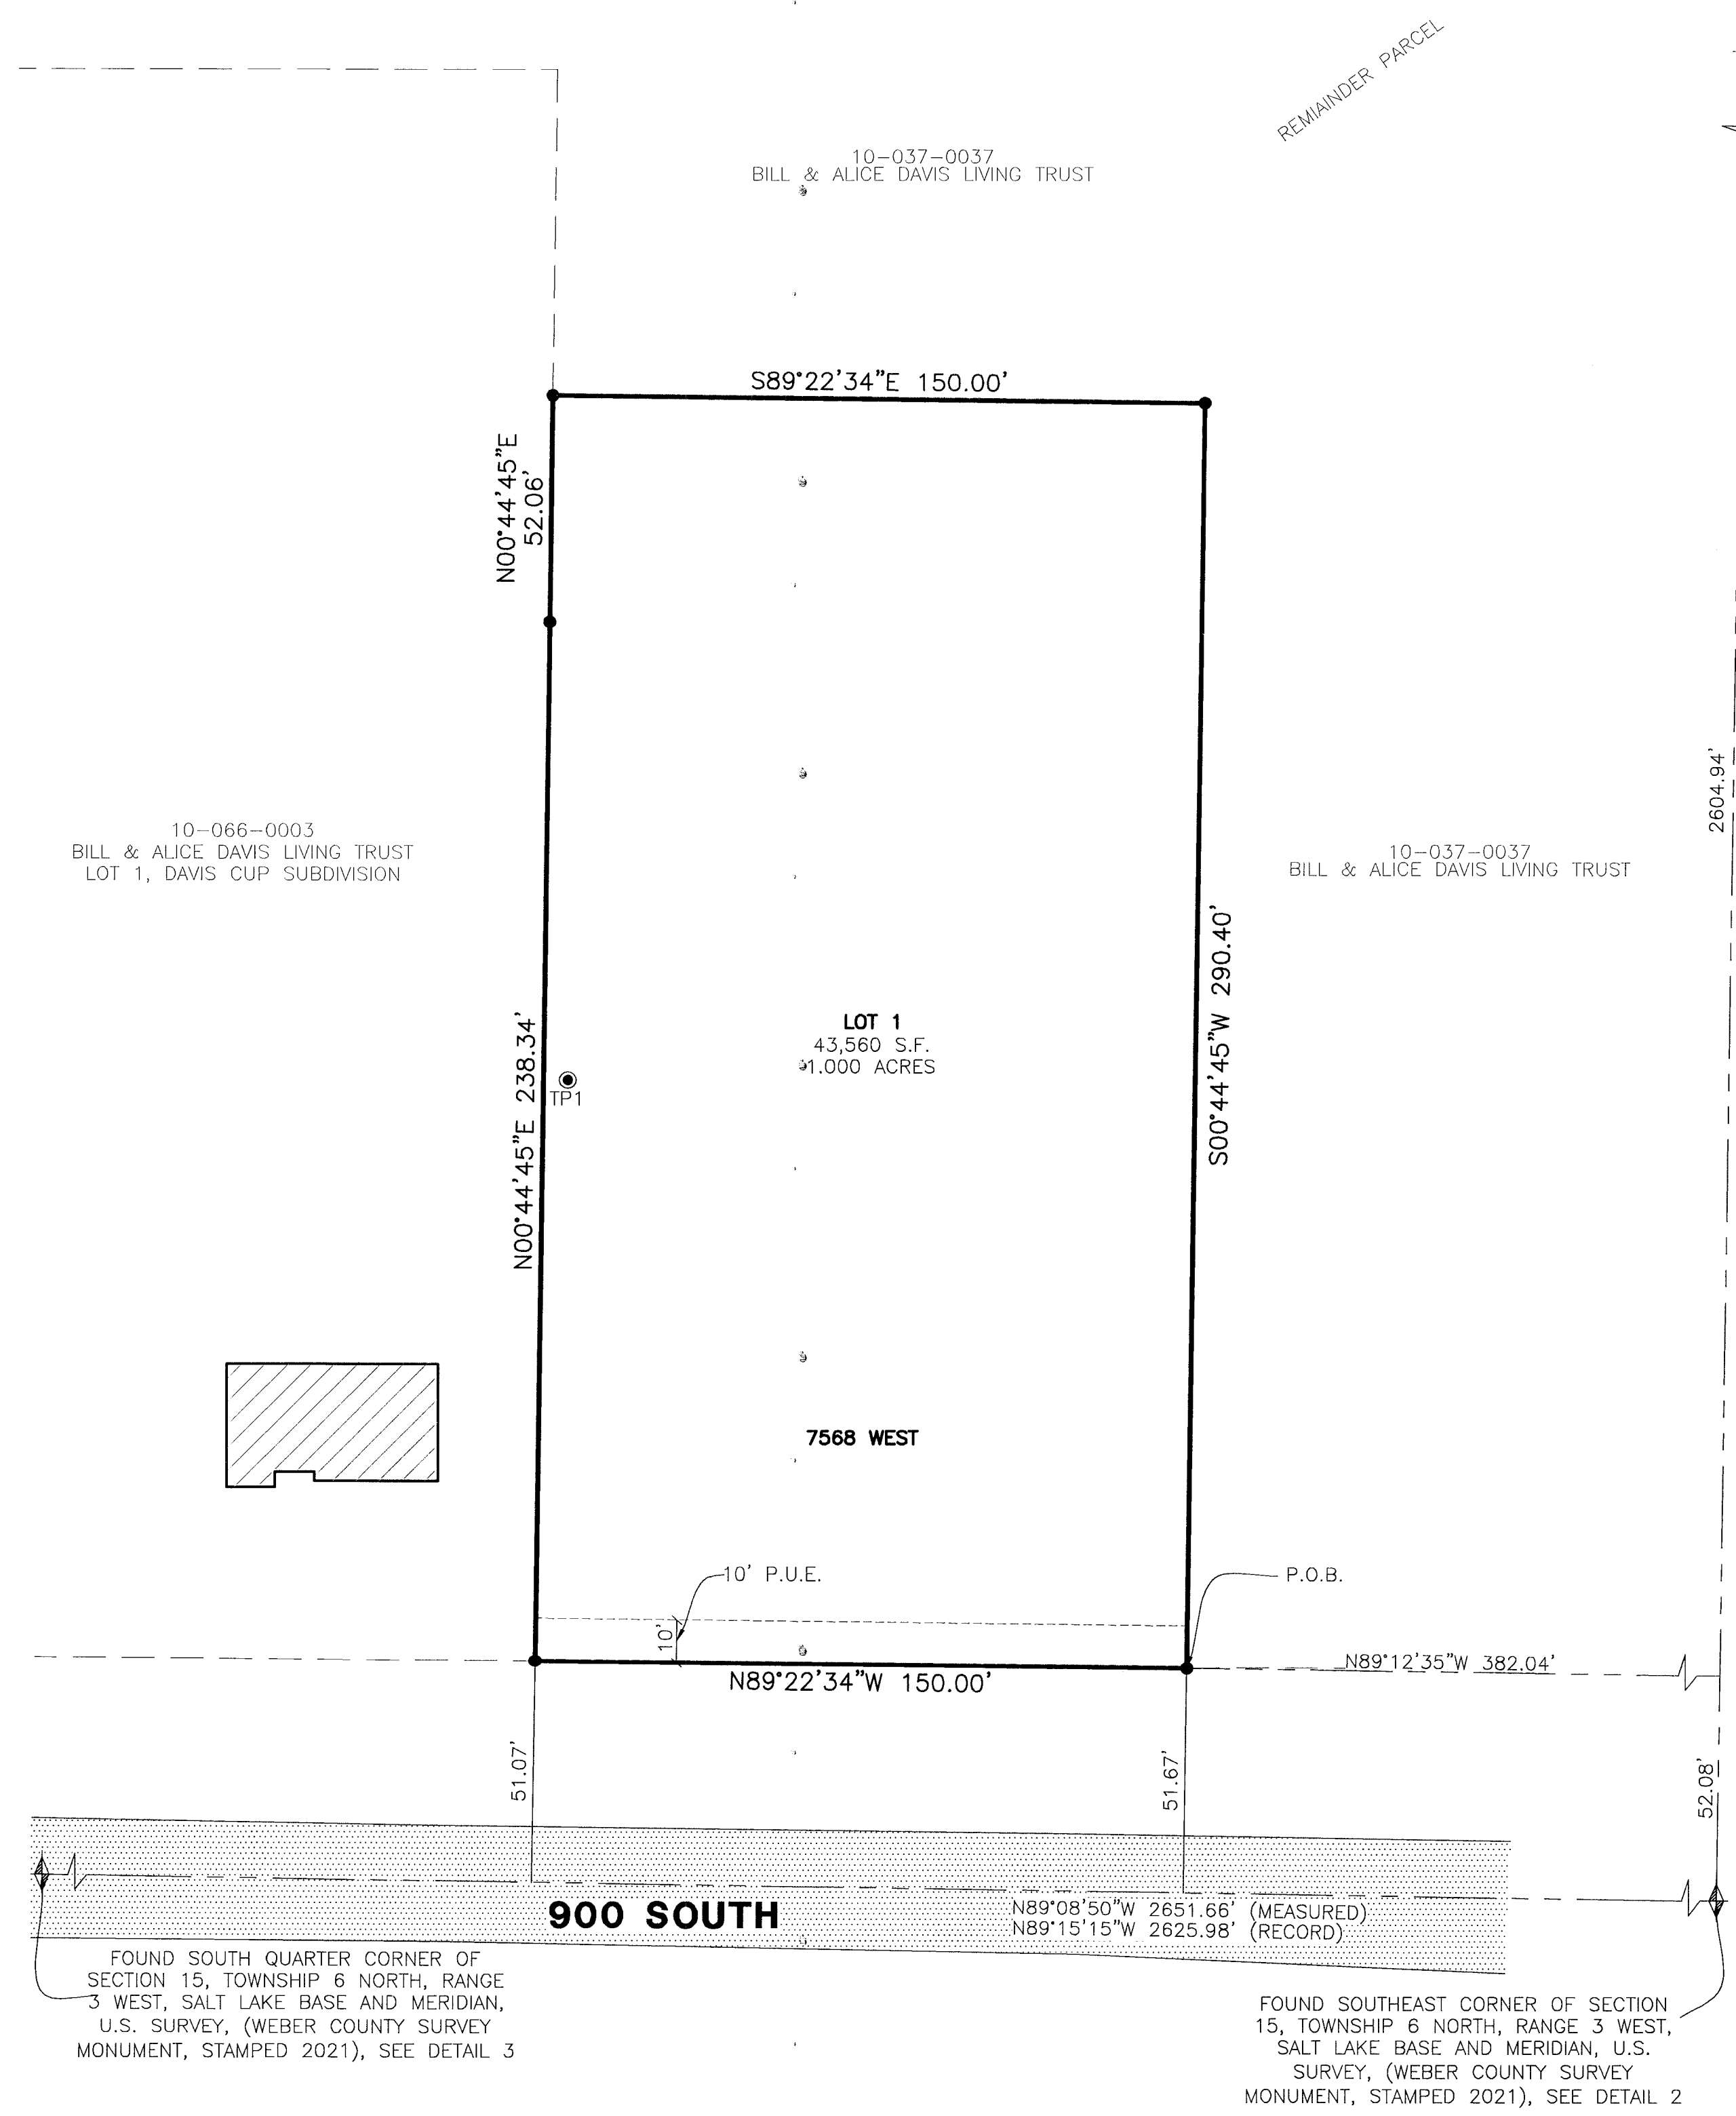 REMIAINDER PARCEL
10-037-0037
BILL & ALICE DAVIS LIVING TRUST
S89°22'34"E 150.00'
N00°44'45"E
52.06'
2604.94'
10-066-0003
BILL & ALICE DAVIS LIVING TRUST
LOT 1, DAVIS CUP SUBDIVISION
10-037-0037
BILL & ALICE DAVIS LIVING TRUST
S00°44'45"W 290.40'
LOT 1
43,560 S.F.
1.000 ACRES
N00°44'45"E 238.34'
TP1
7568 WEST
10' P.U.E.
P.O.B.
10'
N89°12'35"W 382.04'
N89°22'34"W 150.00'
51.07'
51.67'
52.08'
900 SOUTH
N89°08'50"W 2651.66' (MEASURED)
N89°15'15"W 2625.98' (RECORD)
FOUND SOUTH QUARTER CORNER OF
SECTION 15, TOWNSHIP 6 NORTH, RANGE
3 WEST, SALT LAKE BASE AND MERIDIAN,
U.S. SURVEY, (WEBER COUNTY SURVEY
MONUMENT, STAMPED 2021), SEE DETAIL 3
FOUND SOUTHEAST CORNER OF SECTION
15, TOWNSHIP 6 NORTH, RANGE 3 WEST,
SALT LAKE BASE AND MERIDIAN, U.S.
SURVEY, (WEBER COUNTY SURVEY
MONUMENT, STAMPED 2021), SEE DETAIL 2